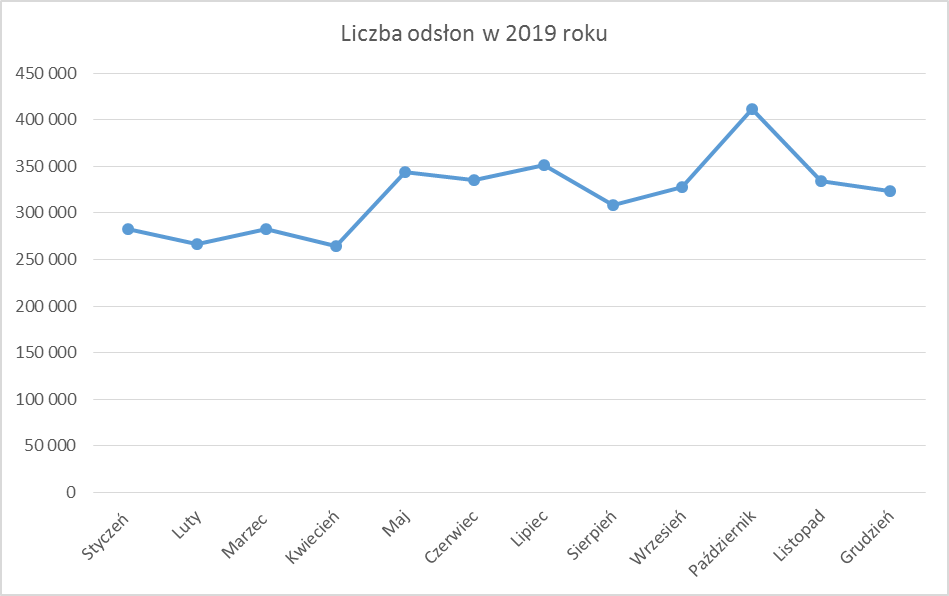 Liczba odsłon w 2019 roku
450 000
400 000
350 000
300 000
250 000
200 000
150 000
100 000
50 000
0
Styczeń
Luty
Marzec
Kwiecień
Maj
Czerwiec
Lipiec
Sierpień
Wrzesień
Październik
Listopad
Grudzień